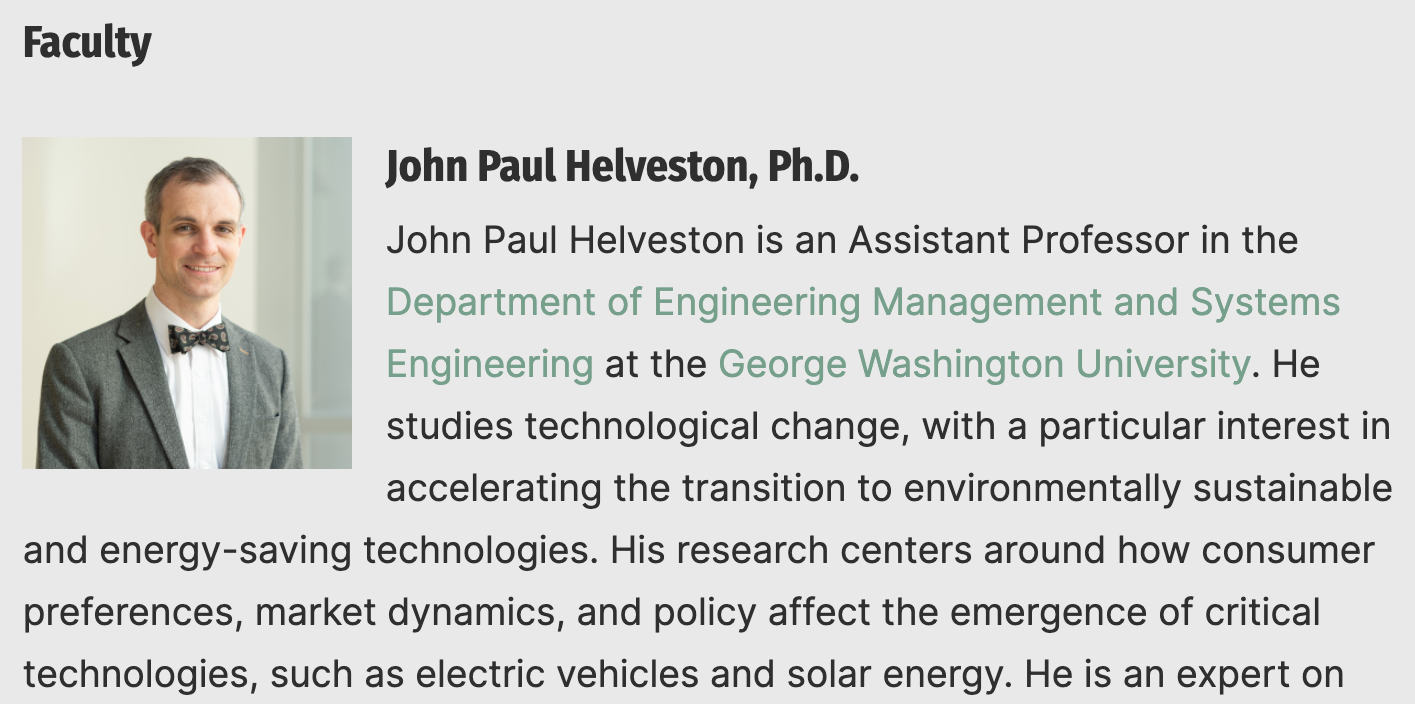 Faculty
John Paul Helveston, Ph.D.
John Paul Helveston is an Assistant Professor in the
Department of Engineering Management and Systems
Engineering at the George Washington University. He
studies technological change, with a particular interest in
accelerating the transition to environmentally sustainable
and energy-saving technologies. His research centers around how consumer
preferences, market dynamics, and policy affect the emergence of critical
technologies, such as electric vehicles and solar energy. He is an expert on